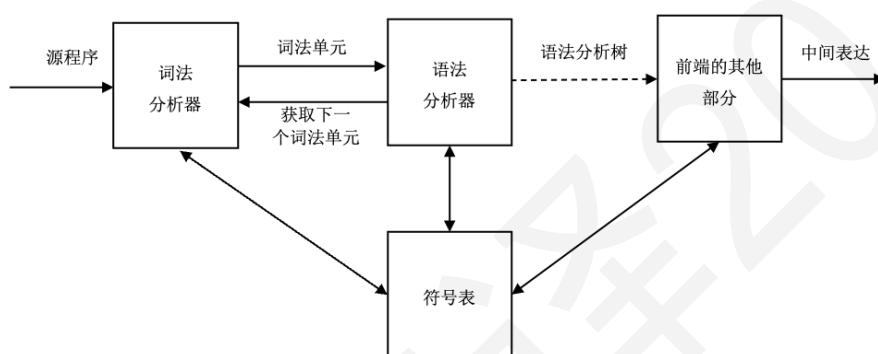 源程序
词法
分析器
词法单元
获取下一
个词法单元
语法
分析器
语法分析树
前端的其他
部分
中间表达
符号表